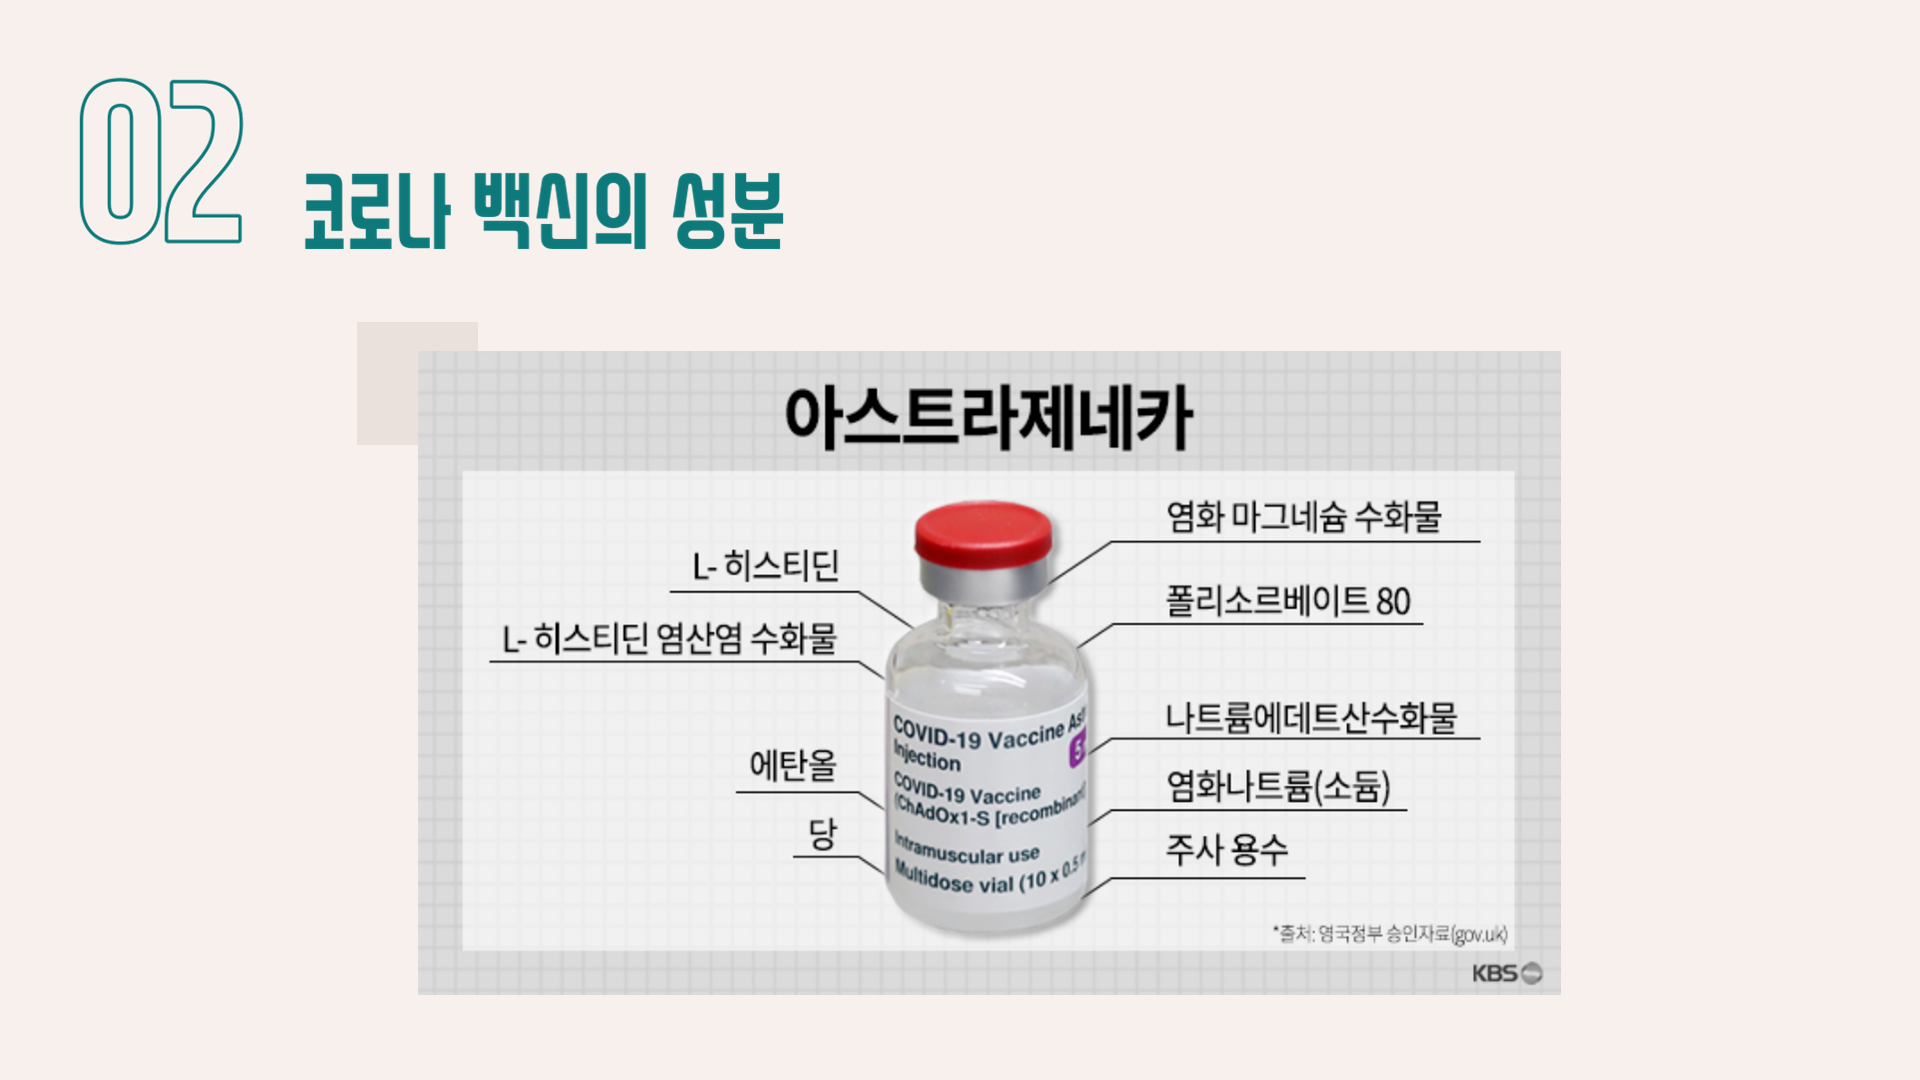 02
코로나 백신의 성분
아스트라제네카
L- 히스티딘
L- 히스티딘 염산염 수화물
에탄올
당
염화 마그네슘 수화물
폴리소르베이트 80
나트륨에데트산수화물
염화나트륨(소듐)
주사 용수
COVID-19 Vaccine
Injection
COVID-19 Vaccine
(ChAdOx1-S [recombinant]
Intramuscular use
Multidose vial (10 x 0.5
*출처: 영국정부 승인자료(gov.uk)
KBS